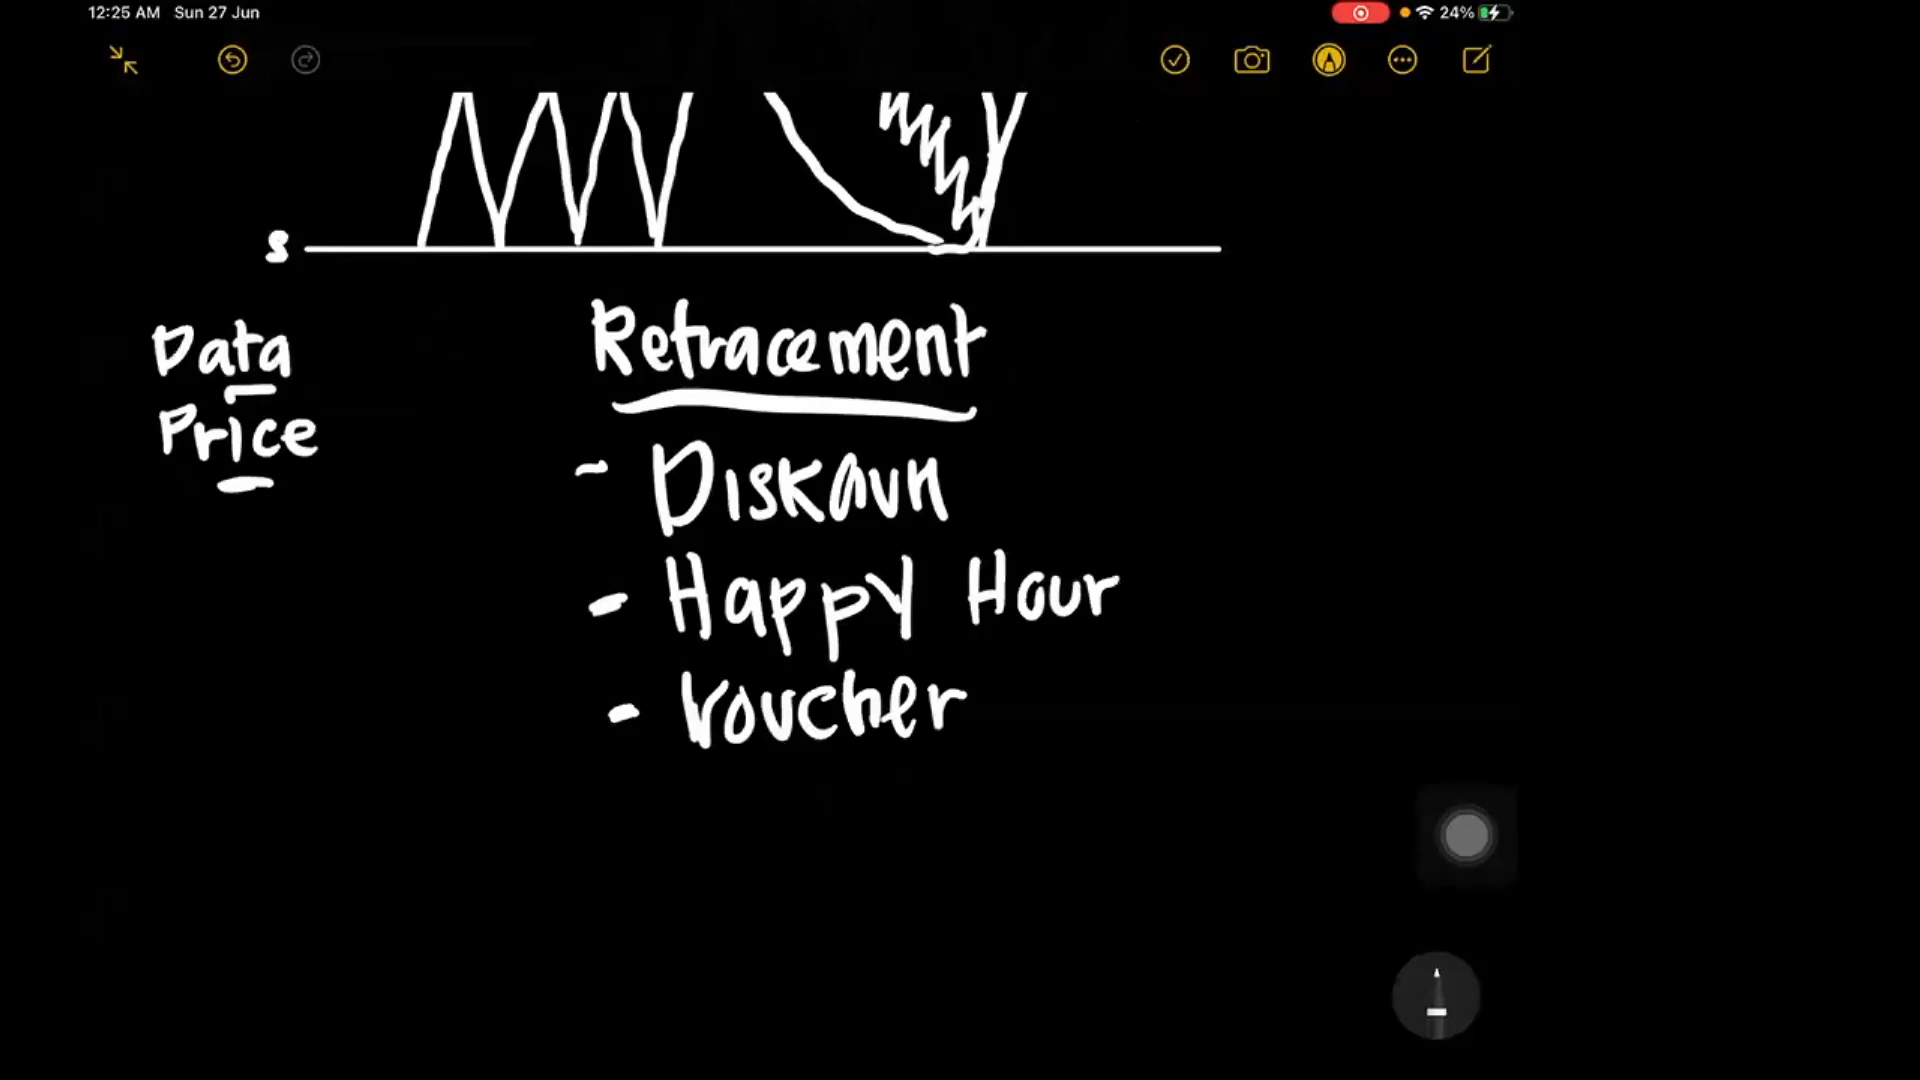 12:25 AM Sun 27 Jun 24%
S
Data
Price
Retracement
- Diskaun
- Happy Hour
- Voucher